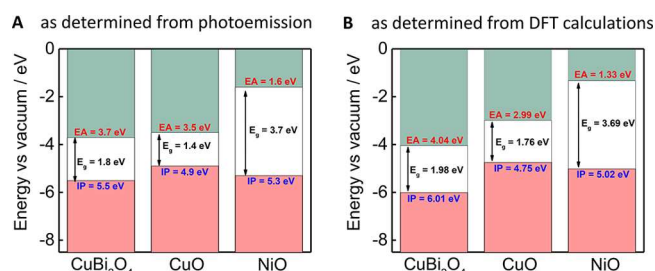 A as determined from photoemission
Energy vs vacuum / eV
-2
-4
-6
-8
EA = 3.7 eV
E_g = 1.8 eV
IP = 5.5 eV
EA = 3.5 eV
E_g = 1.4 eV
IP = 4.9 eV
EA = 1.6 eV
E_g = 3.7 eV
IP = 5.3 eV
CuBi₂O₄
CuO
NiO
B as determined from DFT calculations
Energy vs vacuum / eV
-2
-4
-6
-8
EA = 4.04 eV
E_g = 1.98 eV
IP = 6.01 eV
EA = 2.99 eV
E_g = 1.76 eV
IP = 4.75 eV
EA = 1.33 eV
E_g = 3.69 eV
IP = 5.02 eV
CuBi₂O₄
CuO
NiO